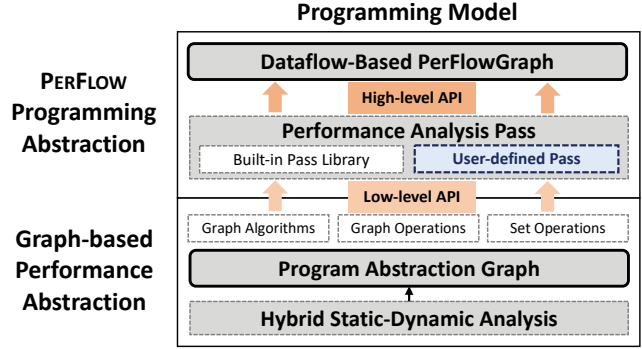 Programming Model
PERFLOW
Programming
Abstraction
Dataflow-Based PerFlowGraph
High-level API
Performance Analysis Pass
Built-in Pass Library
User-defined Pass
Low-level API
Graph-based
Performance
Abstraction
Graph Algorithms
Graph Operations
Set Operations
Program Abstraction Graph
Hybrid Static-Dynamic Analysis